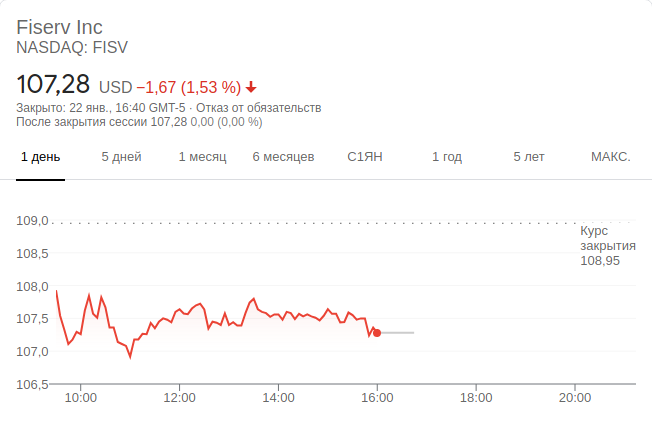 Fiserv Inc
NASDAQ: FISV
107,28 USD −1,67 (1,53 %)
Закрыто: 22 янв., 16:40 GMT-5 · Отказ от обязательств
После закрытия сессии 107,28 0,00 (0,00 %)
1 день 5 дней 1 месяц 6 месяцев С1ЯН 1 год 5 лет МАКС.
109,0
Курс
закрытия
108,95
108,5
108,0
107,5
107,0
106,5
10:00 12:00 14:00 16:00 18:00 20:00